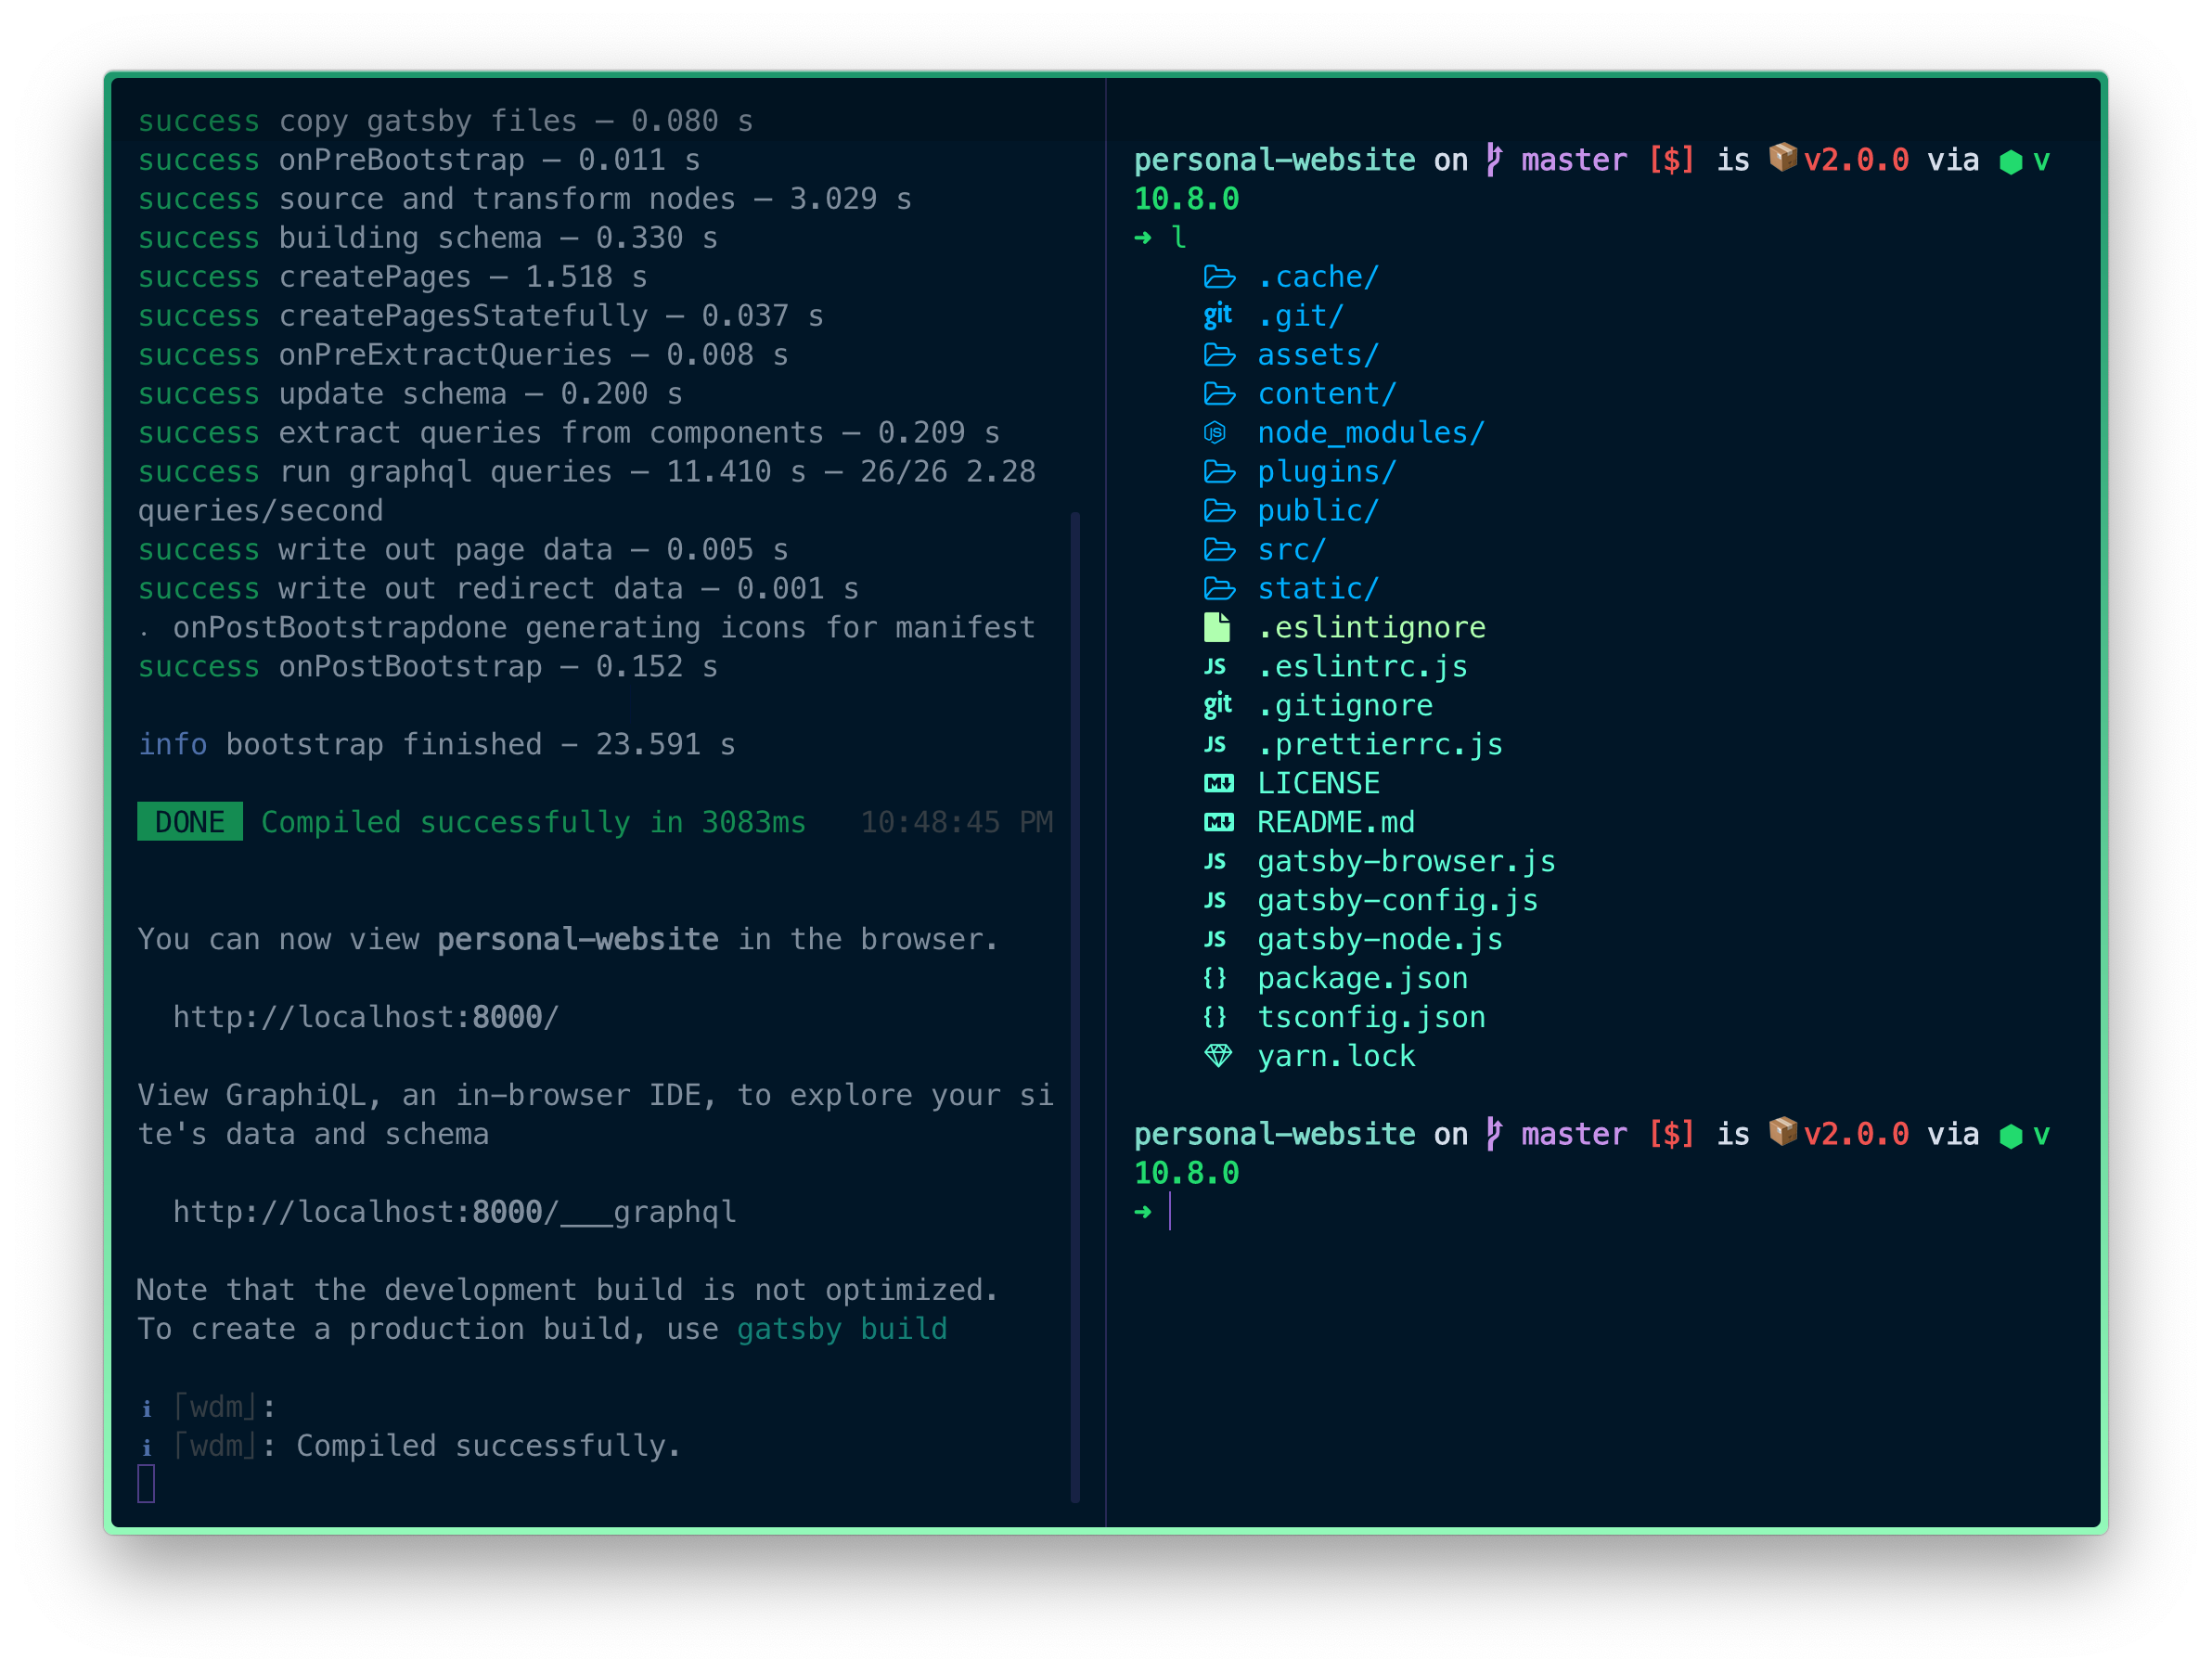 success copy gatsby files — 0.080 s
success onPreBootstrap — 0.011 s
success source and transform nodes — 3.029 s
success building schema — 0.330 s
success createPages — 1.518 s
success createPagesStatefully — 0.037 s
success onPreExtractQueries — 0.008 s
success update schema — 0.200 s
success extract queries from components — 0.209 s
success run graphql queries — 11.410 s — 26/26 2.28
queries/second
success write out page data — 0.005 s
success write out redirect data — 0.001 s
. onPostBootstrapdone generating icons for manifest
success onPostBootstrap — 0.152 s
info bootstrap finished - 23.591 s
DONE Compiled successfully in 3083ms 10:48:45 PM
You can now view personal-website in the browser.
http://localhost:8000/
View GraphiQL, an in-browser IDE, to explore your si
te's data and schema
http://localhost:8000/___graphql
Note that the development build is not optimized.
To create a production build, use gatsby build
ℹ ｢wdm｣:
ℹ ｢wdm｣: Compiled successfully.
personal-website on master [$] is 📦v2.0.0 via ⬢ v
10.8.0
➜ l
.cache/
git .git/
assets/
content/
JS node_modules/
plugins/
public/
src/
static/
.eslintignore
JS .eslintrc.js
git .gitignore
JS .prettierrc.js
M LICENSE
M README.md
JS gatsby-browser.js
JS gatsby-config.js
JS gatsby-node.js
{} package.json
{} tsconfig.json
yarn.lock
personal-website on master [$] is 📦v2.0.0 via ⬢ v
10.8.0
➜